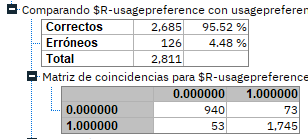 Comparando $R-usagepreference con usagepreferen
Correctos 2,685 95.52 %
Erróneos 126 4.48 %
Total 2,811
Matriz de coincidencias para $R-usagepreference
0.000000 1.000000
0.000000 940 73
1.000000 53 1,745